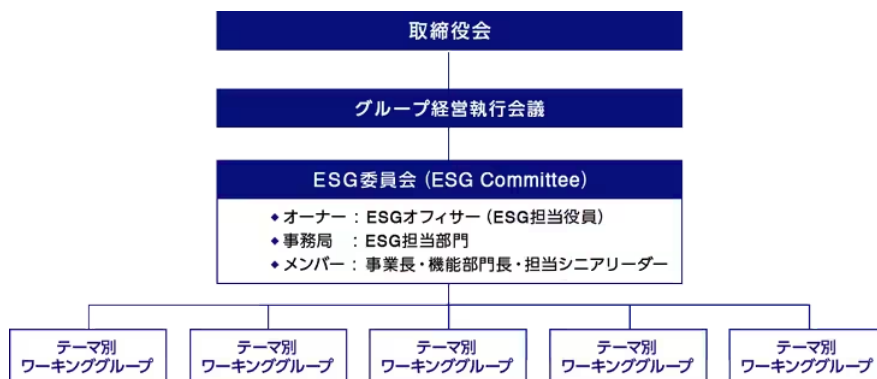 取締役会
グループ経営執行会議
ESG委員会（ESG Committee）
◆オーナー：ESGオフィサー（ESG担当役員）
◆事務局　：ESG担当部門
◆メンバー：事業長・機能部門長・担当シニアリーダー
テーマ別
ワーキンググループ
テーマ別
ワーキンググループ
テーマ別
ワーキンググループ
テーマ別
ワーキンググループ
テーマ別
ワーキンググループ